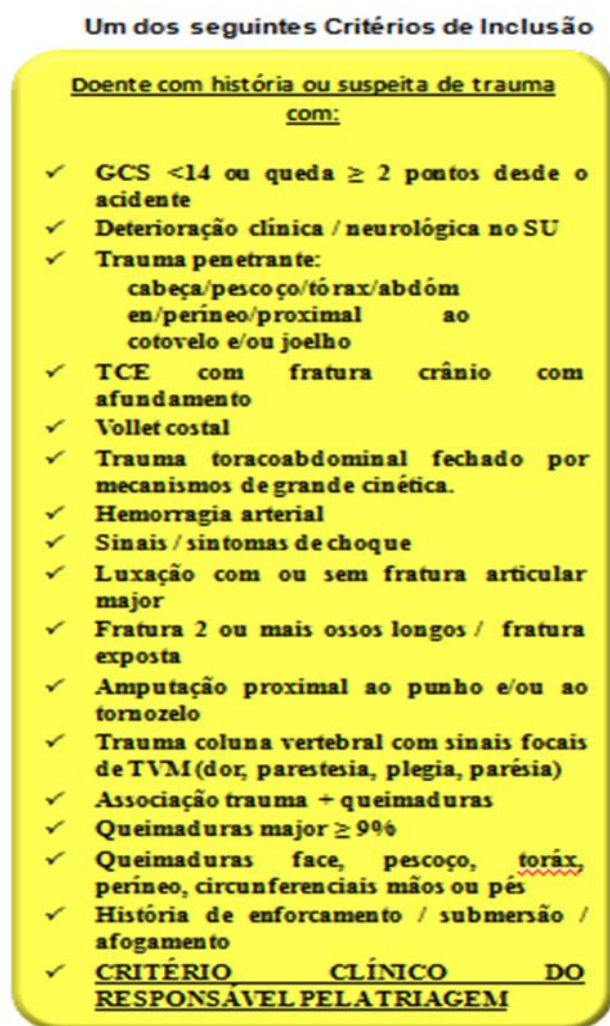 Um dos seguintes Critérios de Inclusão
Doente com história ou suspeita de trauma
com:
✓ GCS <14 ou queda ≥ 2 pontos desde o
acidente
✓ Deterioração clínica / neurológica no SU
✓ Trauma penetrante:
cabeça/pescoço/tórax/abdóm
en/períneo/proximal ao
cotovelo e/ou joelho
✓ TCE com fratura crânio com
afundamento
✓ Vollet costal
✓ Trauma toracoabdominal fechado por
mecanismos de grande cinética.
✓ Hemorragia arterial
✓ Sinais / sintomas de choque
✓ Luxação com ou sem fratura articular
major
✓ Fratura 2 ou mais ossos longos / fratura
exposta
✓ Amputação proximal ao punho e/ou ao
tornozelo
✓ Trauma coluna vertebral com sinais focais
de TVM (dor, parestesia, plegia, parésia)
✓ Associação trauma + queimaduras
✓ Queimaduras major ≥ 9%
✓ Queimaduras face, pescoço, toráx,
períneo, circunferenciais mãos ou pés
✓ História de enforcamento / submersão /
afogamento
✓ CRITÉRIO CLÍNICO DO
RESPONSÁVEL PELA TRIAGEM